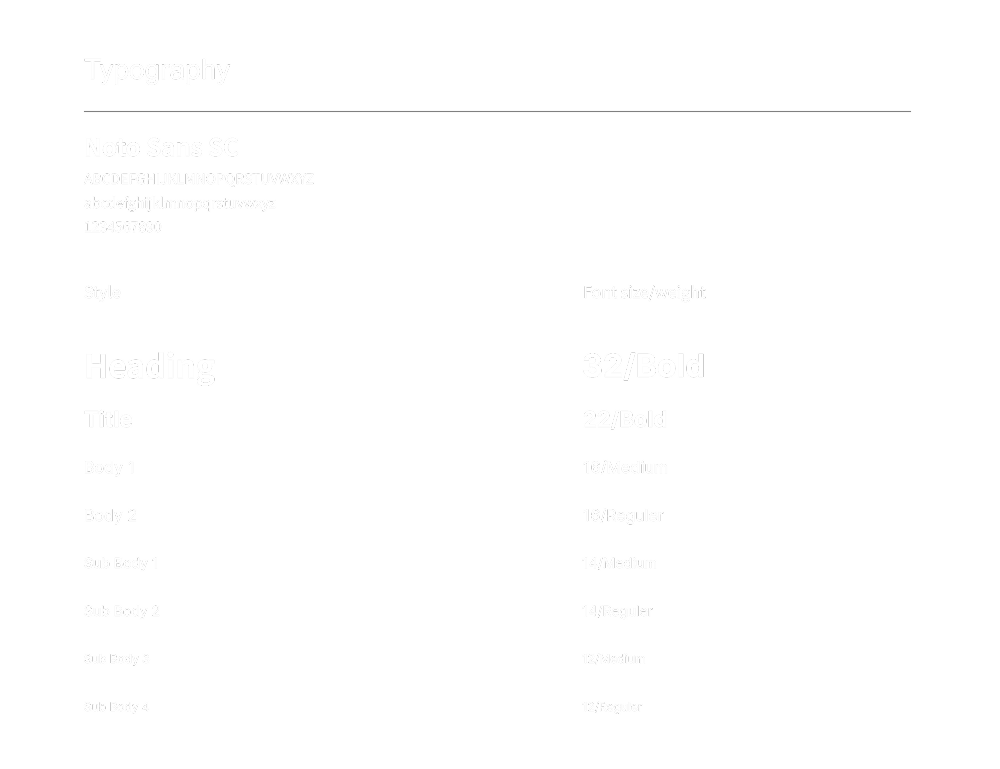 Typography
Noto Sans SC
ABCDEFGHIJKLMNOPQRSTUVWXYZ
abcdefghijklmnopqrstuvwxyz
1234567890
Style Font size/weight
Heading 32/Bold
Title 22/Bold
Body 1 16/Medium
Body 2 16/Regular
Sub Body 1 14/Medium
Sub Body 2 14/Regular
Sub Body 3 12/Medium
Sub Body 4 12/Regular